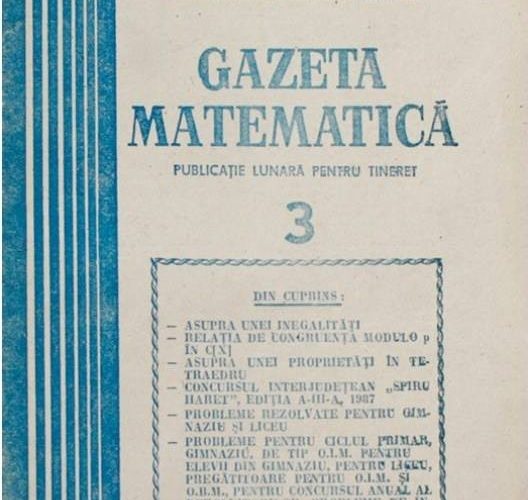 GAZETA
MATEMATICĂ
PUBLICAȚIE LUNARĂ PENTRU TINERET
3
DIN CUPRINS :
— ASUPRA UNEI INEGALITĂȚI
— RELAȚIA DE CONGRUENȚĂ MODULO p
ÎN C[X]
— ASUPRA UNEI PROPRIETĂȚI ÎN TE-
TRAEDRU
— CONCURSUL INTERJUDEȚEAN „SPIRU
HARET”, EDIȚIA A-III-A, 1987
— PROBLEME REZOLVATE PENTRU GIM-
NAZIU ȘI LICEU
— PROBLEME PENTRU CICLUL PRIMAR,
GIMNAZIU, DE TIP O.I.M. PENTRU
ELEVII DIN GIMNAZIU, PENTRU LICEU,
PREGĂTITOARE PENTRU O.I.M. ȘI
O.B.M., PENTRU CONCURSUL ANUAL AL